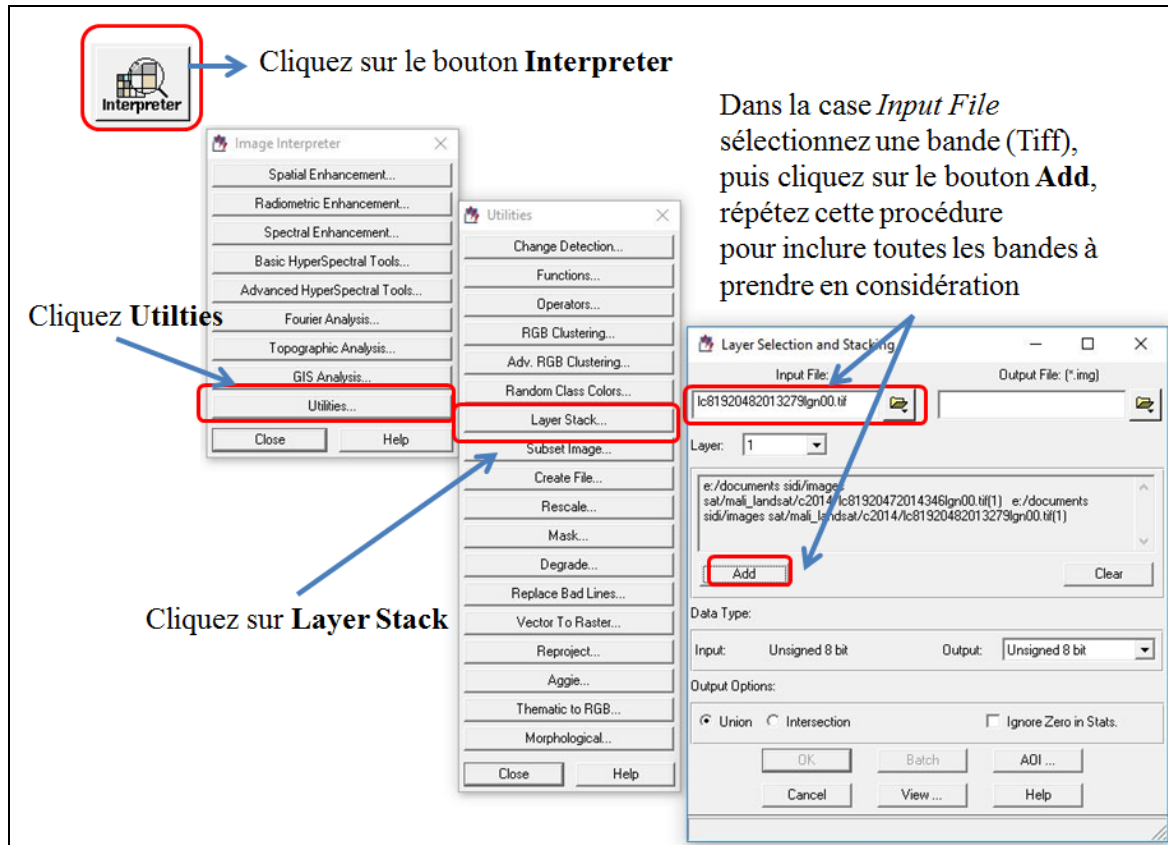 Cliquez sur le bouton Interpreter
Interpreter
Dans la case Input File
sélectionnez une bande (Tiff),
puis cliquez sur le bouton Add,
répétez cette procédure
pour inclure toutes les bandes à
prendre en considération
Image Interpreter
Spatial Enhancement...
Radiometric Enhancement...
Spectral Enhancement...
Basic HyperSpectral Tools...
Advanced HyperSpectral Tools...
Fourier Analysis...
Topographic Analysis...
GIS Analysis...
Utilities...
Close Help
Cliquez Utilties
Utilities
Change Detection...
Functions...
Operators...
RGB Clustering...
Adv. RGB Clustering...
Random Class Colors...
Layer Stack...
Subset Image...
Create File...
Rescale...
Mask...
Degrade...
Replace Bad Lines...
Vector To Raster...
Reproject...
Aggie...
Thematic to RGB...
Morphological...
Close Help
Cliquez sur Layer Stack
Layer Selection and Stacking
Input File: Output File: (*.img)
lc81920482013279lgn00.tif
Layer: 1
e:/documents sidi/images
sat/mali_landsat/c2014/lc81920472014346lgn00.tif(1) e:/documents
sidi/images sat/mali_landsat/c2014/lc81920482013279lgn00.tif(1)
Add Clear
Data Type:
Input: Unsigned 8 bit Output: Unsigned 8 bit
Output Options:
Union Intersection Ignore Zero in Stats.
OK Batch AOI ...
Cancel View ... Help